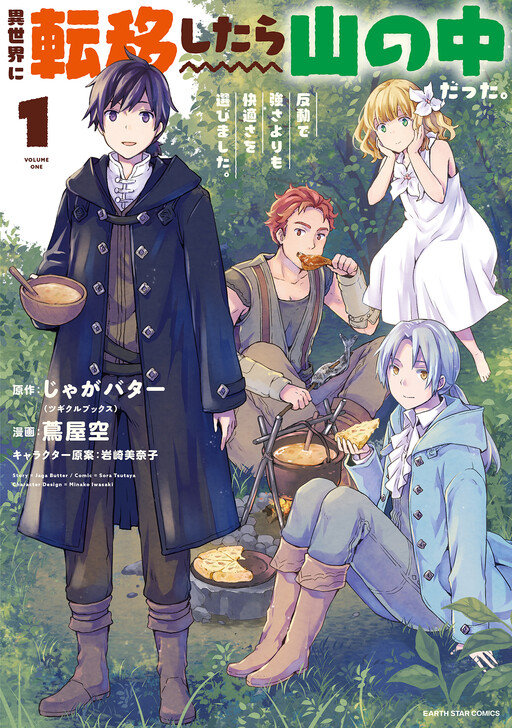 異世界に
転移したら
山の中
だった。
反動で
強さよりも
快適さを
選びました。
1
VOLUME
ONE
原作:じゃがバター
(ツギクルブックス)
漫画:蔦屋空
キャラクター原案:岩崎美奈子
Story = Jaga Butter / Comic = Sora Tsutaya
Character Design = Minako Iwasaki
EARTH STAR COMICS